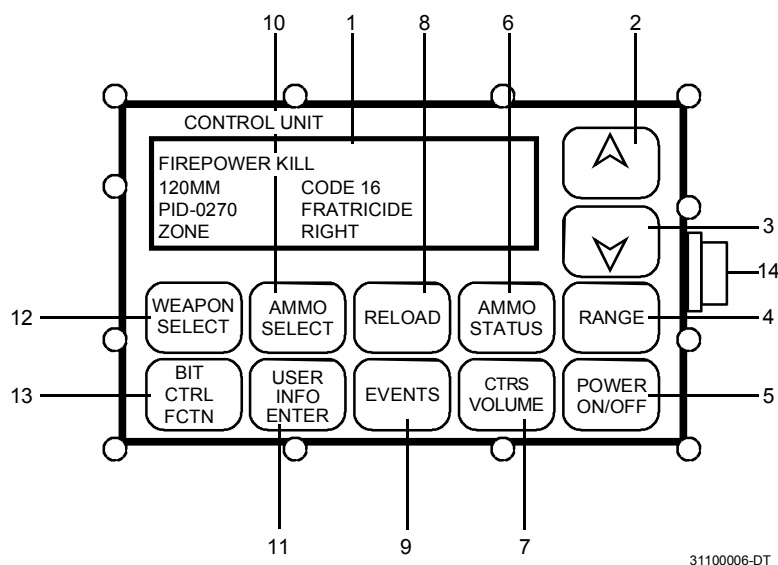 10 1 8 6 2
CONTROL UNIT
FIREPOWER KILL
120MM CODE 16
PID-0270 FRATRICIDE
ZONE RIGHT
3
14
12
WEAPON
SELECT
AMMO
SELECT
RELOAD
AMMO
STATUS
RANGE
4
13
BIT
CTRL
FCTN
USER
INFO
ENTER
EVENTS
CTRS
VOLUME
POWER
ON/OFF
5
11 9 7
31100006-DT